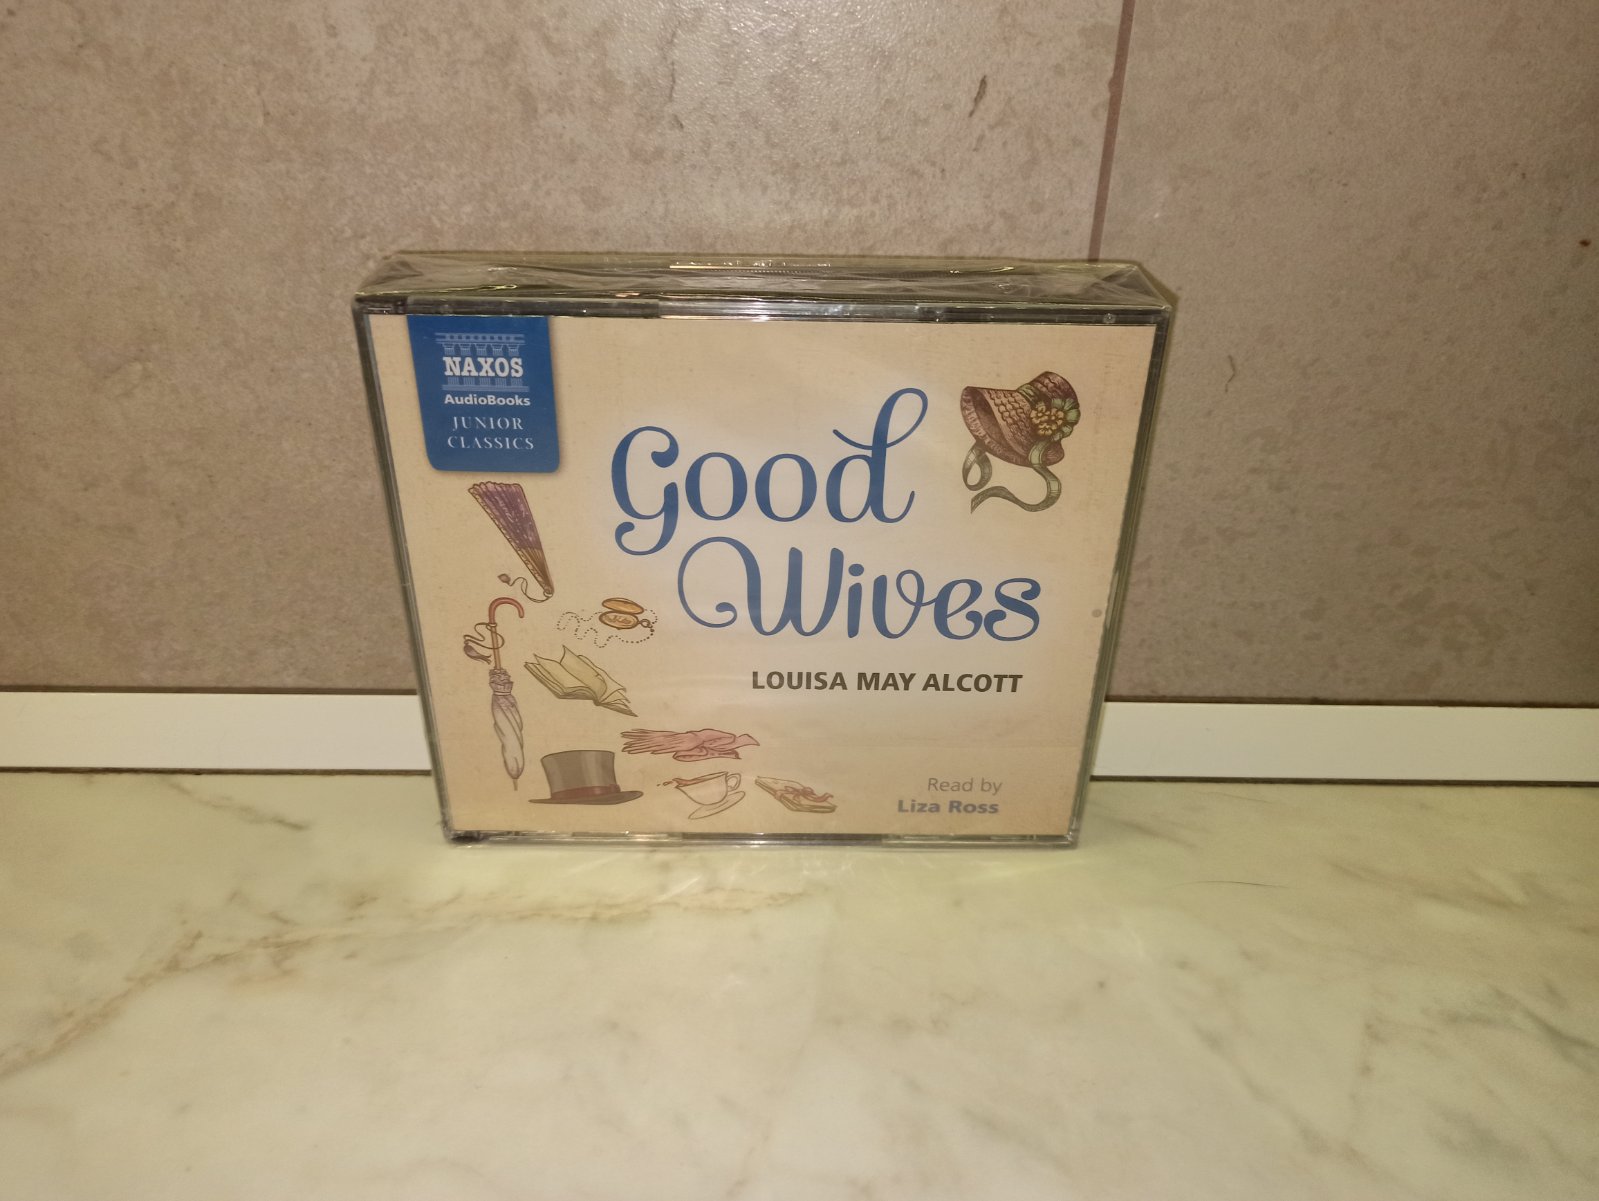 NAXOS
AudioBooks
JUNIOR
CLASSICS
Good
Wives
LOUISA MAY ALCOTT
Read by
Liza Ross